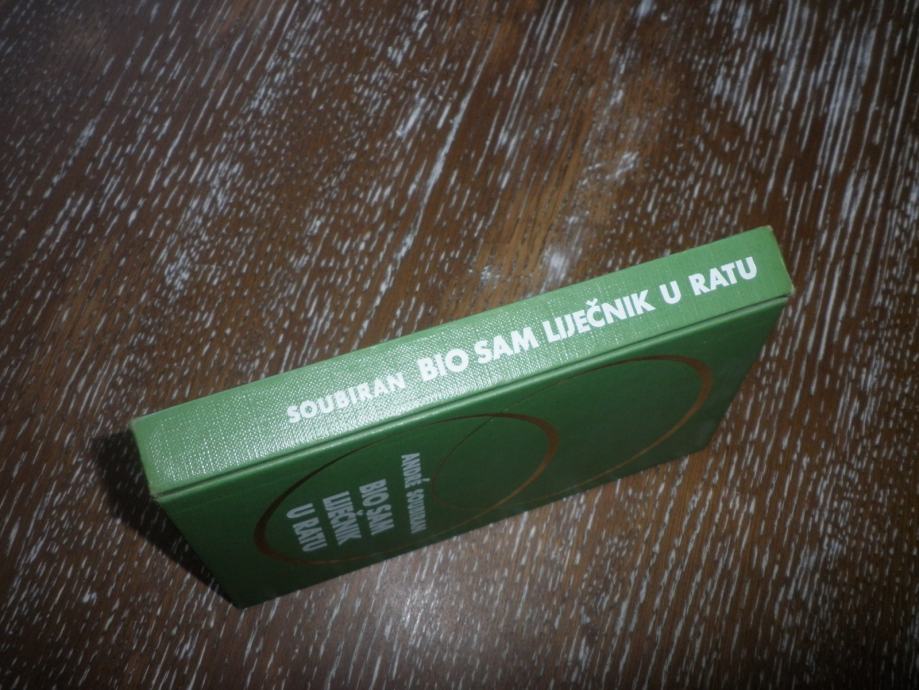 SOUBIRAN BIO SAM LIJEČNIK U RATU
ANDRÉ SOUBIRAN
BIO SAM
LIJEČNIK
U RATU